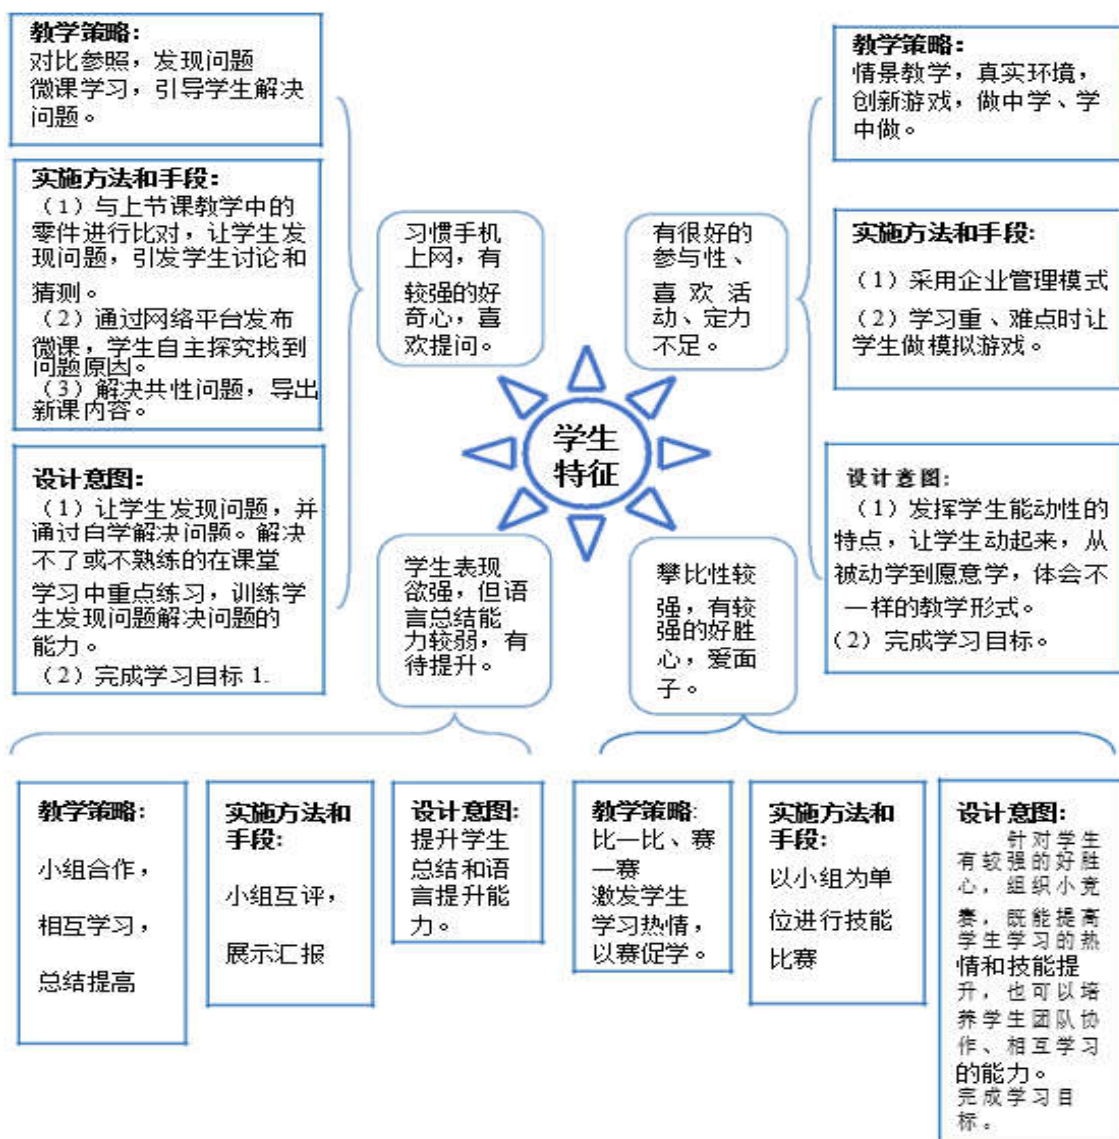 教学策略:
对比参照，发现问题
微课学习，引导学生解决
问题。
实施方法和手段:
（1）与上节课教学中的
零件进行比对，让学生发
现问题，引发学生讨论和
猜测。
（2）通过网络平台发布
微课，学生自主探究找到
问题原因。
（3）解决共性问题，导出
新课内容。
设计意图:
（1）让学生发现问题，并
通过自学解决问题。解决
不了或不熟练的在课堂
学习中重点练习，训练学
生发现问题解决问题的
能力。
（2）完成学习目标 1.
习惯手机
上网，有
较强的好
奇心，喜
欢提问。
有很好的
参与性、
喜欢活
动、定力
不足。
学生
特征
学生表现
欲强，但语
言总结能
力较弱，有
待提升。
攀比性较
强，有较
强的好胜
心，爱面
子。
教学策略:
情景教学，真实环境，
创新游戏，做中学、学
中做。
实施方法和手段:
（1）采用企业管理模式
（2）学习重、难点时让
学生做模拟游戏。
设计意图:
（1）发挥学生能动性的
特点，让学生动起来，从
被动学到愿意学，体会不
一样的教学形式。
（2）完成学习目标。
教学策略:
小组合作，
相互学习，
总结提高
实施方法和
手段:
小组互评，
展示汇报
设计意图:
提升学生
总结和语
言提升能
力。
教学策略:
比一比、赛
一赛
激发学生
学习热情，
以赛促学。
实施方法和
手段:
以小组为单
位进行技能
比赛
设计意图:
针对学生
有较强的好胜
心，组织小竞
赛，既能提高
学生学习的热
情和技能提
升，也可以培
养学生团队协
作、相互学习
的能力。
完成学习目
标。